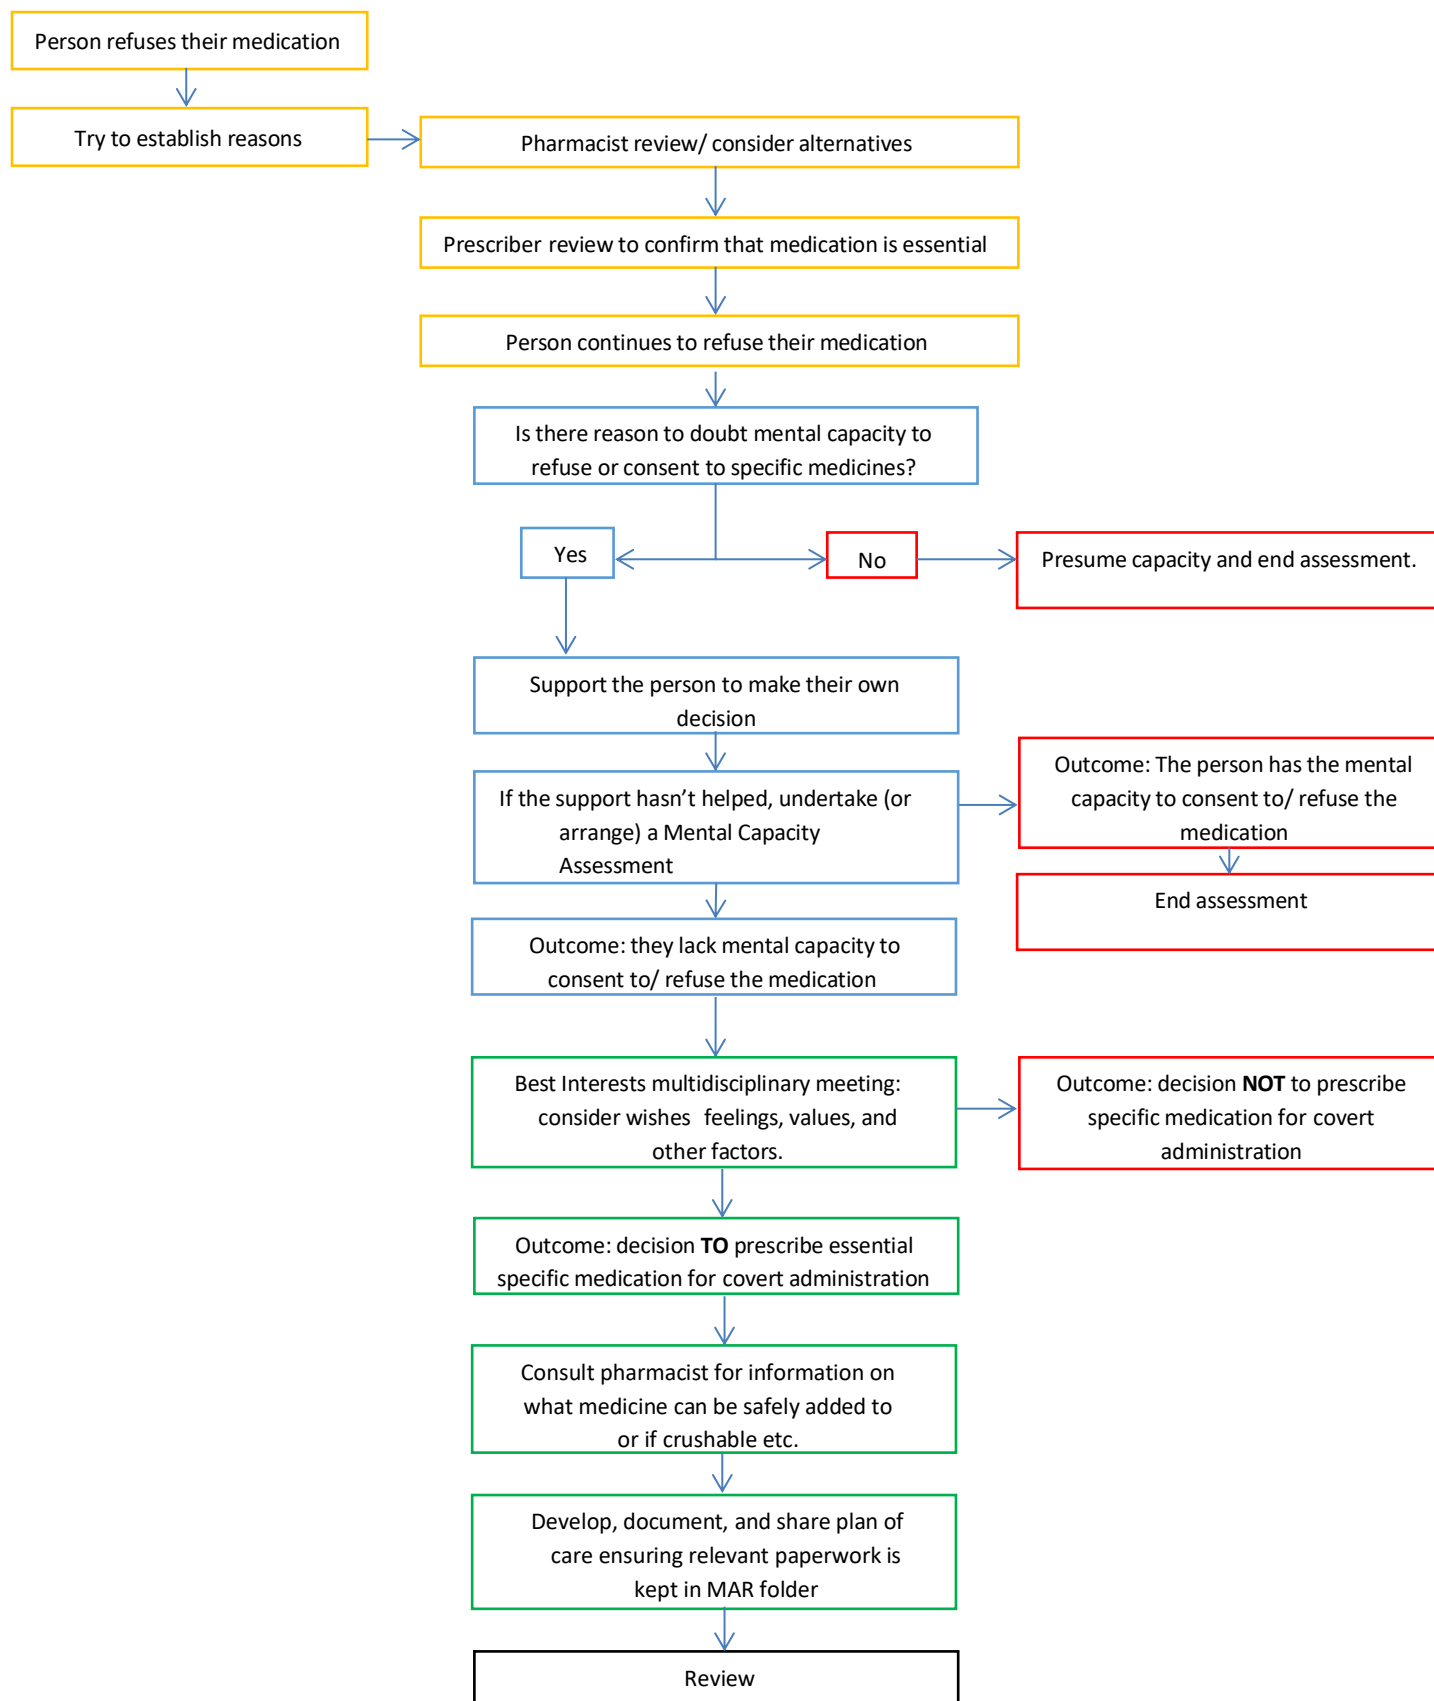 Person refuses their medication
Try to establish reasons
Pharmacist review/ consider alternatives
Prescriber review to confirm that medication is essential
Person continues to refuse their medication
Is there reason to doubt mental capacity to
refuse or consent to specific medicines?
Yes
No
Presume capacity and end assessment.
Support the person to make their own
decision
If the support hasn’t helped, undertake (or
arrange) a Mental Capacity
Assessment
Outcome: The person has the mental
capacity to consent to/ refuse the
medication
End assessment
Outcome: they lack mental capacity to
consent to/ refuse the medication
Best Interests multidisciplinary meeting:
consider wishes feelings, values, and
other factors.
Outcome: decision NOT to prescribe
specific medication for covert
administration
Outcome: decision TO prescribe essential
specific medication for covert administration
Consult pharmacist for information on
what medicine can be safely added to
or if crushable etc.
Develop, document, and share plan of
care ensuring relevant paperwork is
kept in MAR folder
Review